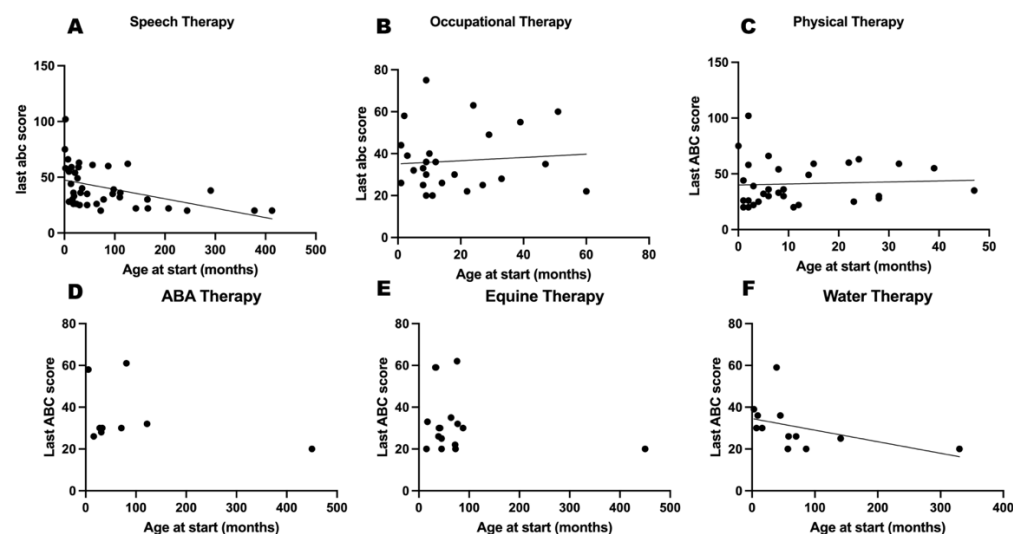 A Speech Therapy
B Occupational Therapy
C Physical Therapy
150
100
50
0
last abc score
0 100 200 300 400 500
Age at start (months)
80
60
40
20
0
Last abc score
0 20 40 60 80
Age at start (months)
150
100
50
0
Last ABC score
0 10 20 30 40 50
Age at start (months)
D ABA Therapy
E Equine Therapy
F Water Therapy
80
60
40
20
0
Last ABC score
0 100 200 300 400 500
Age at start (months)
80
60
40
20
0
Last ABC score
0 100 200 300 400 500
Age at start (months)
80
60
40
20
0
Last ABC score
0 100 200 300 400
Age at start (months)